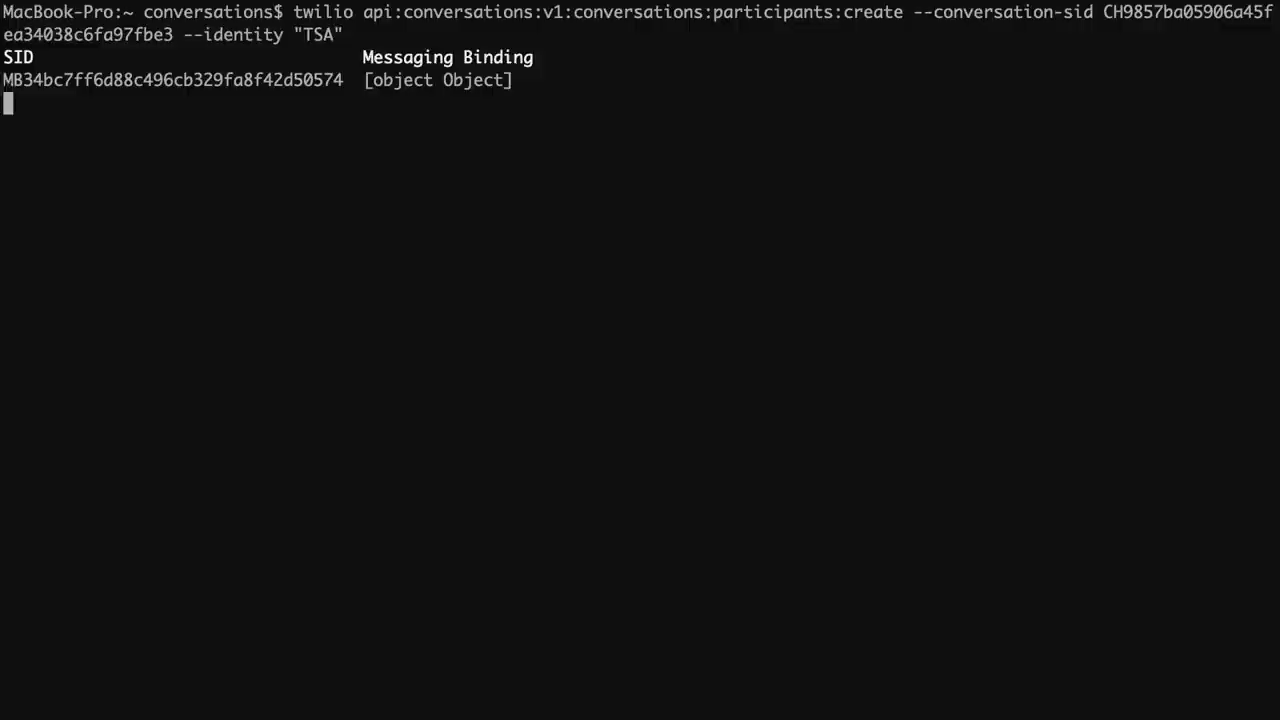 MacBook-Pro:~ conversations$ twilio api:conversations:v1:conversations:participants:create --conversation-sid CH9857ba05906a45f
ea34038c6fa97fbe3 --identity "TSA"
SID Messaging Binding
MB34bc7ff6d88c496cb329fa8f42d50574 [object Object]